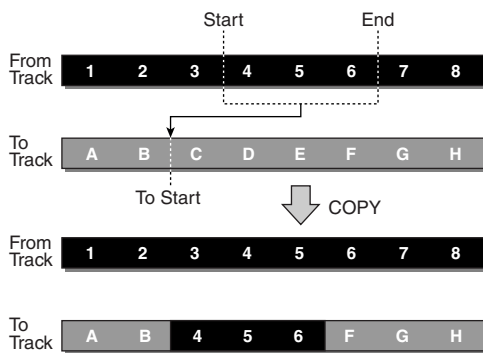 Start End
From
Track 1 2 3 4 5 6 7 8
To
Track A B C D E F G H
To Start
COPY
From
Track 1 2 3 4 5 6 7 8
To
Track A B 4 5 6 F G H